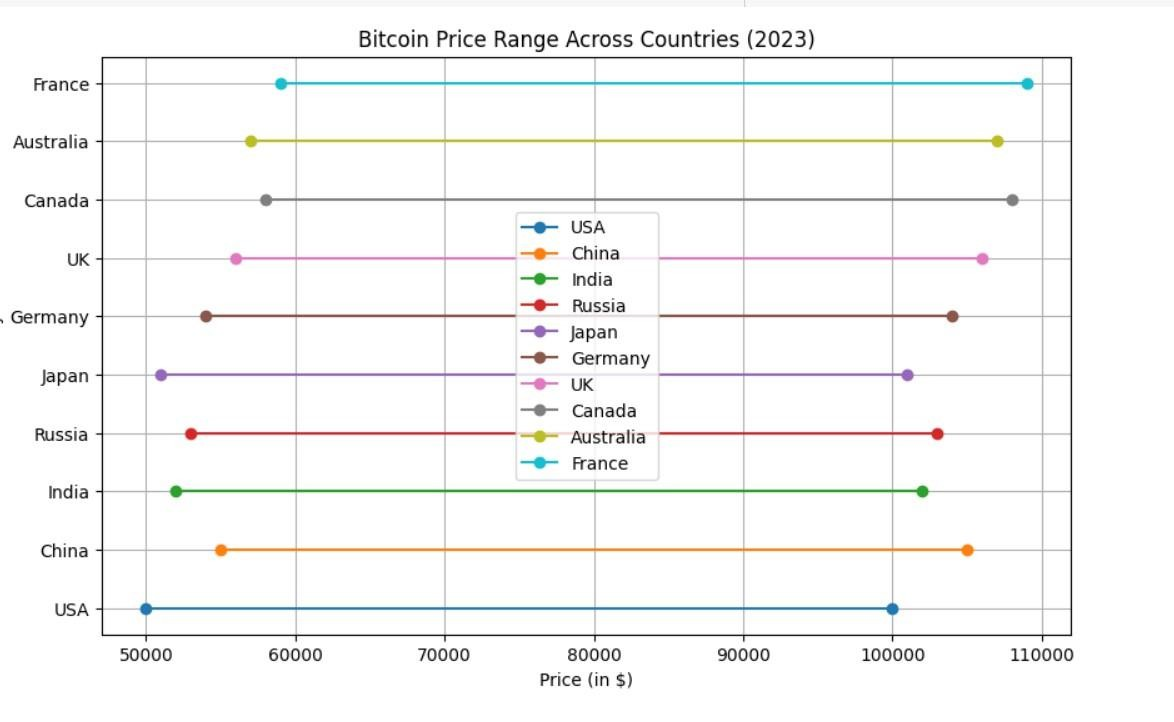 Bitcoin Price Range Across Countries (2023)
France
Australia
Canada
UK
Germany
Japan
Russia
India
China
USA
USA
China
India
Russia
Japan
Germany
UK
Canada
Australia
France
50000 60000 70000 80000 90000 100000 110000
Price (in $)